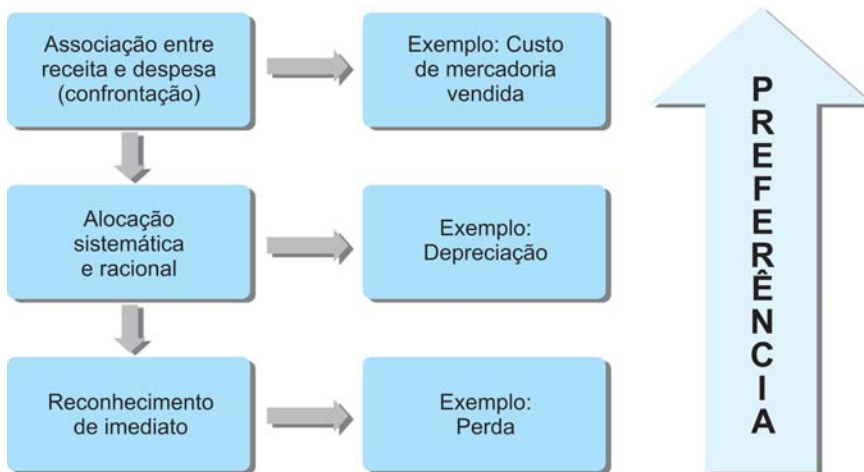 Associação entre
receita e despesa
(confrontação)
Exemplo: Custo
de mercadoria
vendida
Alocação
sistemática
e racional
Exemplo:
Depreciação
Reconhecimento
de imediato
Exemplo:
Perda
PREFERÊNCIA